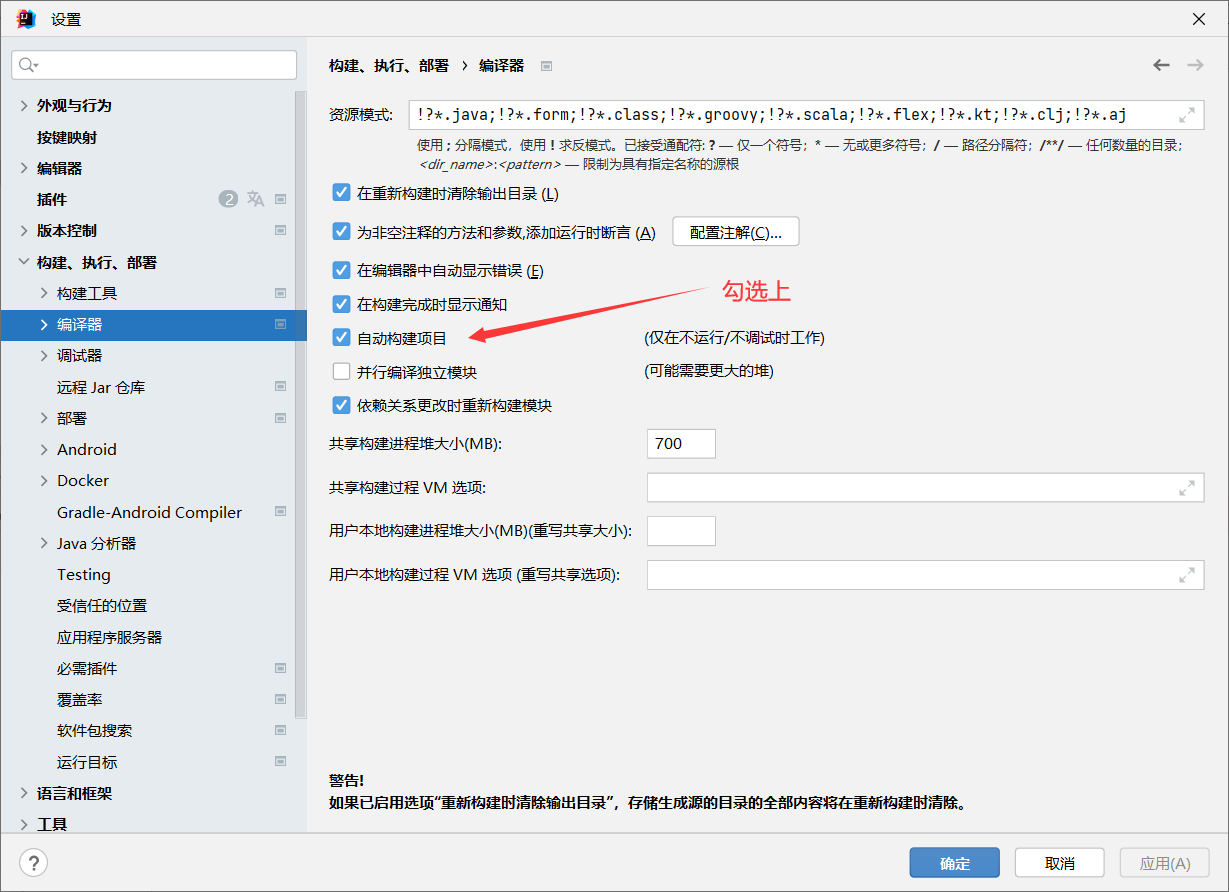 设置
外观与行为
按键映射
编辑器
插件 2
版本控制
构建、执行、部署
构建工具
编译器
调试器
远程 Jar 仓库
部署
Android
Docker
Gradle-Android Compiler
Java 分析器
Testing
受信任的位置
应用程序服务器
必需插件
覆盖率
软件包搜索
运行目标
语言和框架
工具
构建、执行、部署 › 编译器
资源模式: !?*.java;!?*.form;!?*.class;!?*.groovy;!?*.scala;!?*.flex;!?*.kt;!?*.clj;!?*.aj
使用 ; 分隔模式，使用 ! 求反模式。已接受通配符: ? — 仅一个符号；* — 无或更多符号；/ — 路径分隔符；/**/ — 任何数量的目录；
<dir_name>:<pattern> — 限制为具有指定名称的源根
在重新构建时清除输出目录 (L)
为非空注释的方法和参数,添加运行时断言 (A) 配置注解(C)...
在编辑器中自动显示错误 (E)
勾选上
在构建完成时显示通知
自动构建项目 (仅在不运行/不调试时工作)
并行编译独立模块 (可能需要更大的堆)
依赖关系更改时重新构建模块
共享构建进程堆大小(MB): 700
共享构建过程 VM 选项:
用户本地构建进程堆大小(MB)(重写共享大小):
用户本地构建过程 VM 选项 (重写共享选项):
警告!
如果已启用选项“重新构建时清除输出目录”，存储生成源的目录的全部内容将在重新构建时清除。
? 确定 取消 应用(A)